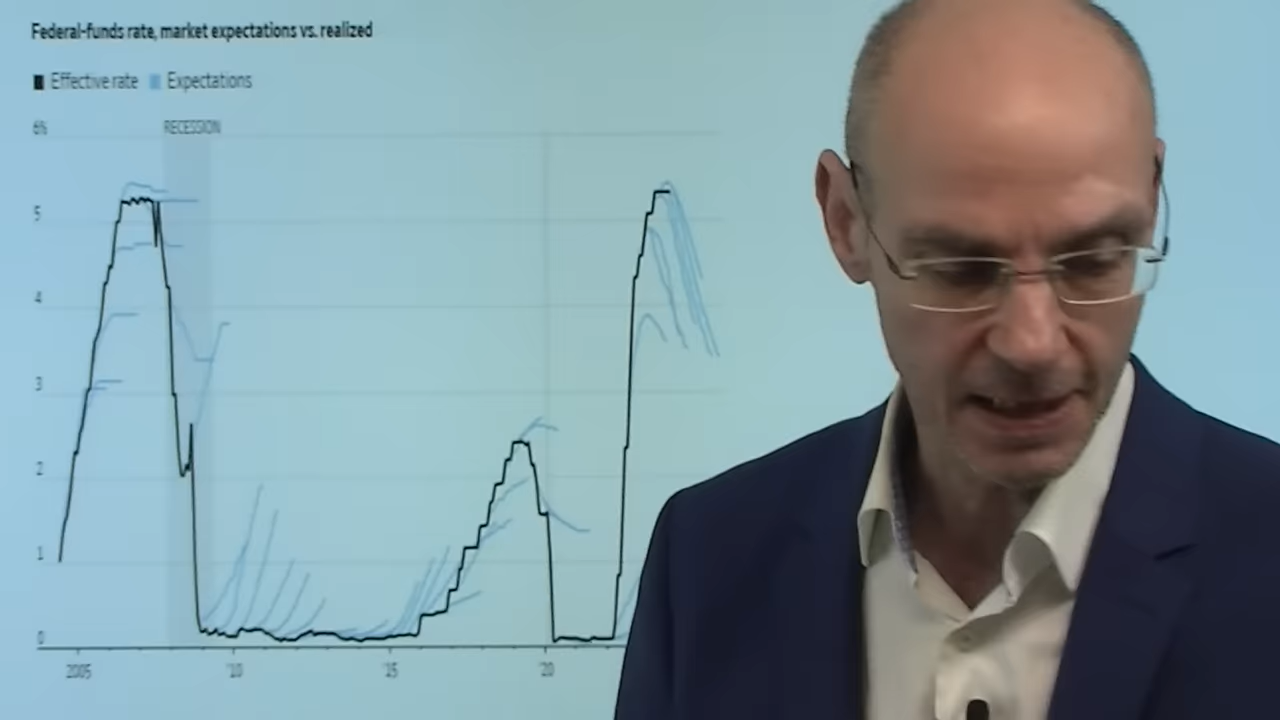 Federal-funds rate, market expectations vs. realized
Effective rate Expectations
6%
RECESSION
5
4
3
2
1
0
2005 '10 '15 '20